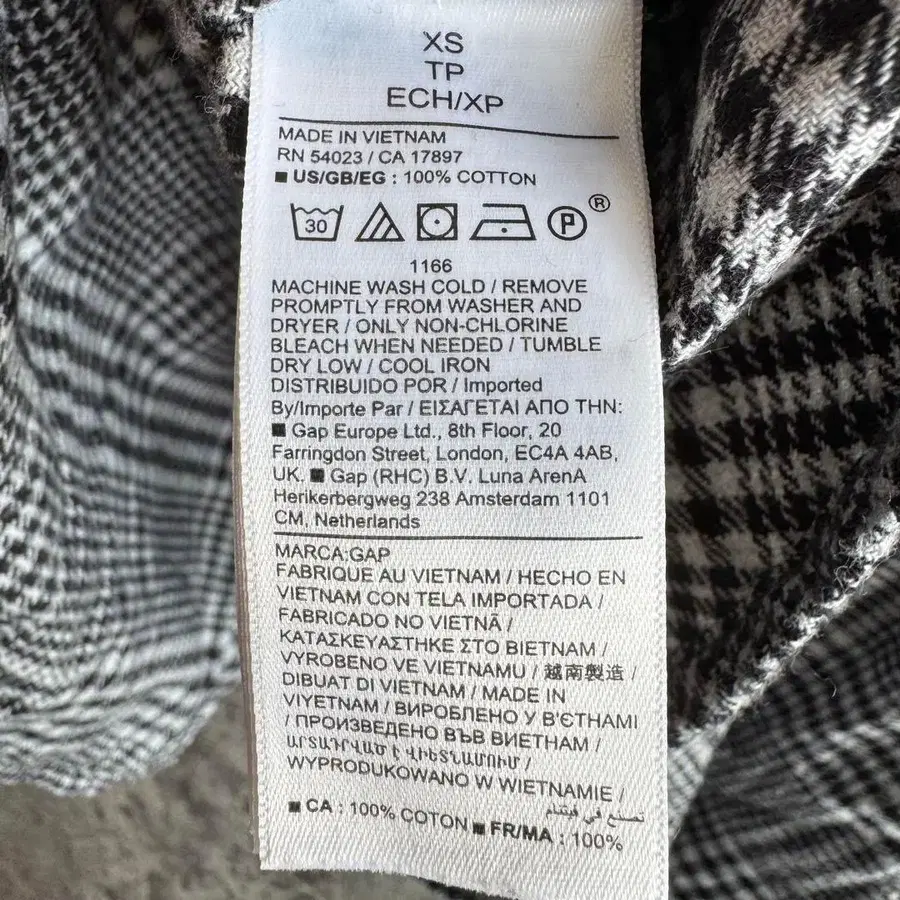 XS
TP
ECH/XP
MADE IN VIETNAM
RN 54023 / CA 17897
■ US/GB/EG : 100% COTTON
30 P ®
1166
MACHINE WASH COLD / REMOVE
PROMPTLY FROM WASHER AND
DRYER / ONLY NON-CHLORINE
BLEACH WHEN NEEDED / TUMBLE
DRY LOW / COOL IRON
DISTRIBUIDO POR / Imported
By/Importe Par / ΕΙΣΑΓΕΤΑΙ ΑΠΟ ΤΗΝ:
■ Gap Europe Ltd., 8th Floor, 20
Farringdon Street, London, EC4A 4AB,
UK. ■ Gap (RHC) B.V. Luna ArenA
Herikerbergweg 238 Amsterdam 1101
CM, Netherlands
MARCA:GAP
FABRIQUE AU VIETNAM / HECHO EN
VIETNAM CON TELA IMPORTADA /
FABRICADO NO VIETNÃ /
ΚΑΤΑΣΚΕΥΑΣΤΗΚΕ ΣΤΟ ΒΙΕΤΝΑΜ /
VYROBENO VE VIETNAMU / 越南製造 /
DIBUAT DI VIETNAM / MADE IN
VIYETNAM / ВИРОБЛЕНО У В'ЄТНАМІ
/ ПРОИЗВЕДЕНО ВЪВ ВИЕТНАМ /
ԱՐՏԱԴՐՎԱԾ Է ՎԻԵՏՆԱՄՈՒՄ /
WYPRODUKOWANO W WIETNAMIE /
تصنع في فيتنام
■ CA : 100% COTON ■ FR/MA : 100%